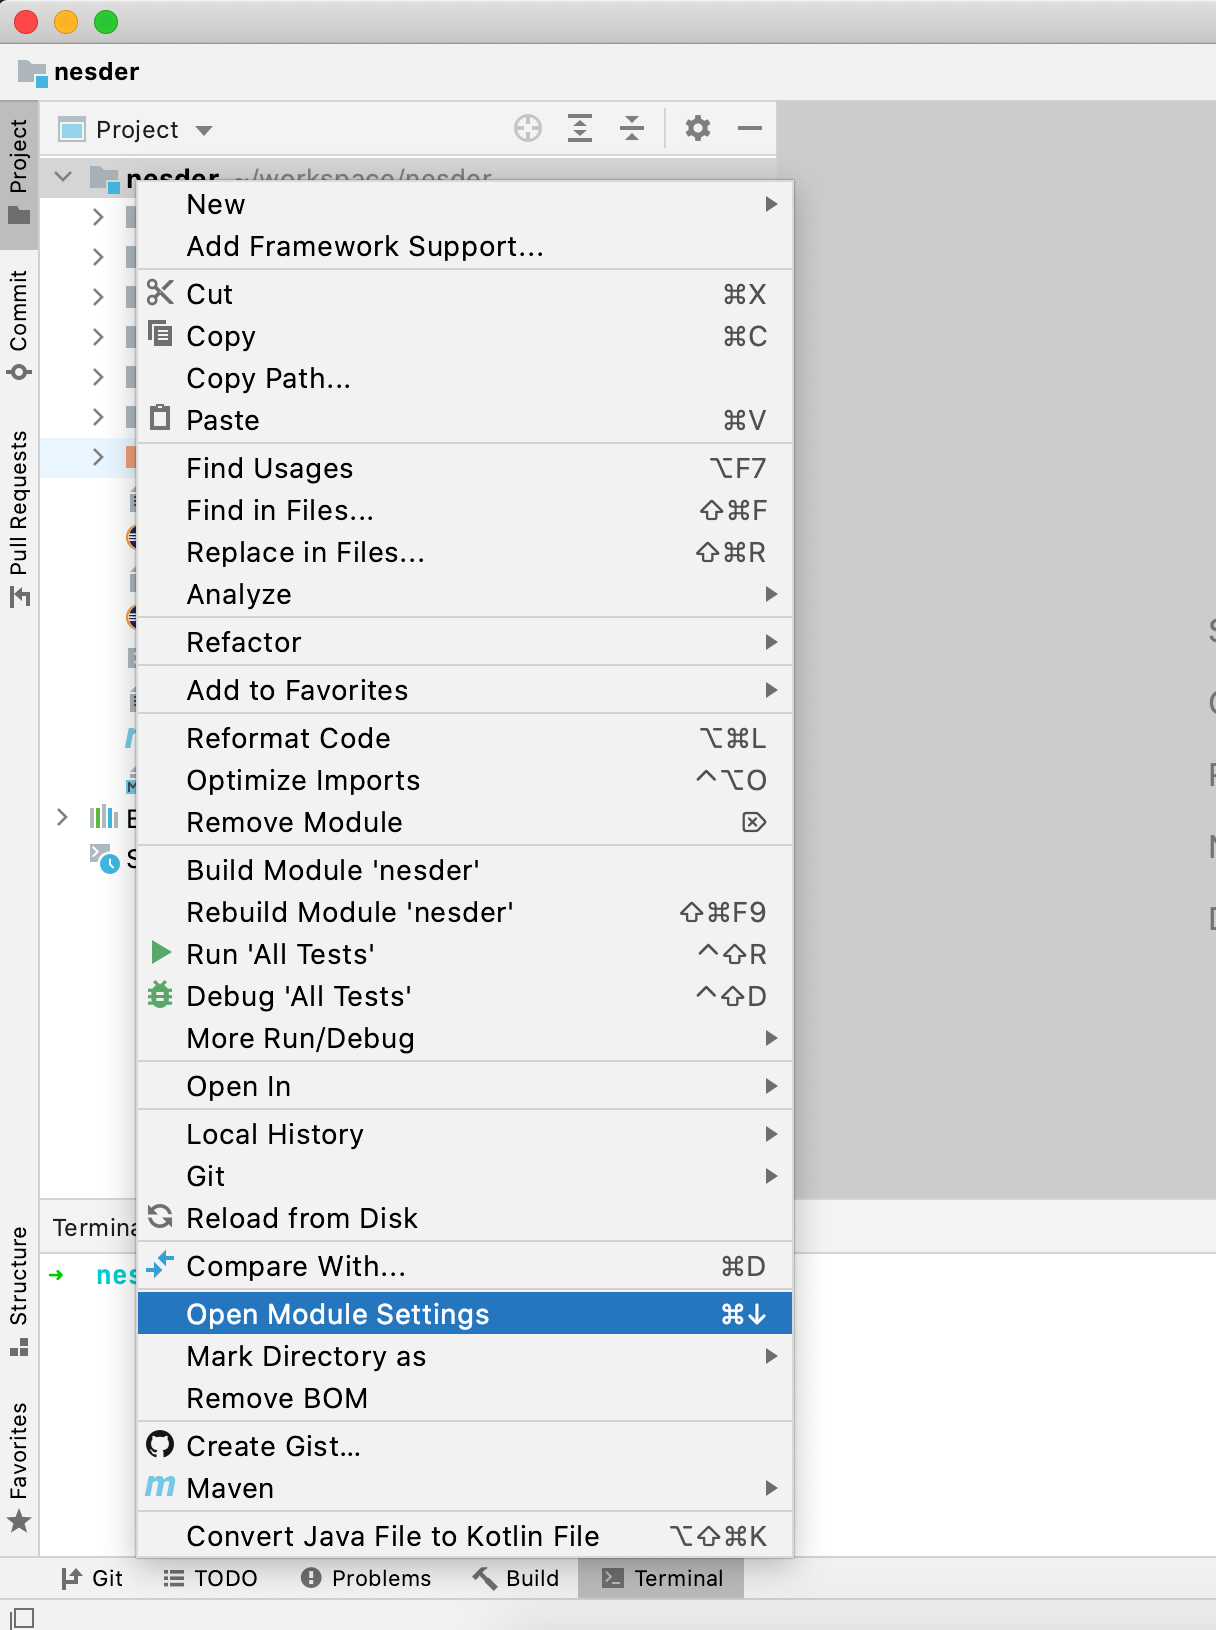 nesder
Project
nesder ~/workspace/nesder
New
Add Framework Support...
Cut ⌘X
Copy ⌘C
Copy Path...
Paste ⌘V
Find Usages ⌥F7
Find in Files... ⇧⌘F
Replace in Files... ⇧⌘R
Analyze
Refactor
Add to Favorites
Reformat Code ⌥⌘L
Optimize Imports ^⌥O
Remove Module ⌦
Build Module 'nesder'
Rebuild Module 'nesder' ⇧⌘F9
Run 'All Tests' ^⇧R
Debug 'All Tests' ^⇧D
More Run/Debug
Open In
Local History
Git
Reload from Disk
Compare With... ⌘D
Open Module Settings ⌘↓
Mark Directory as
Remove BOM
Create Gist...
Maven
Convert Java File to Kotlin File ⌥⇧⌘K
Project
Commit
Pull Requests
Structure
Favorites
Git
TODO
Problems
Build
Terminal